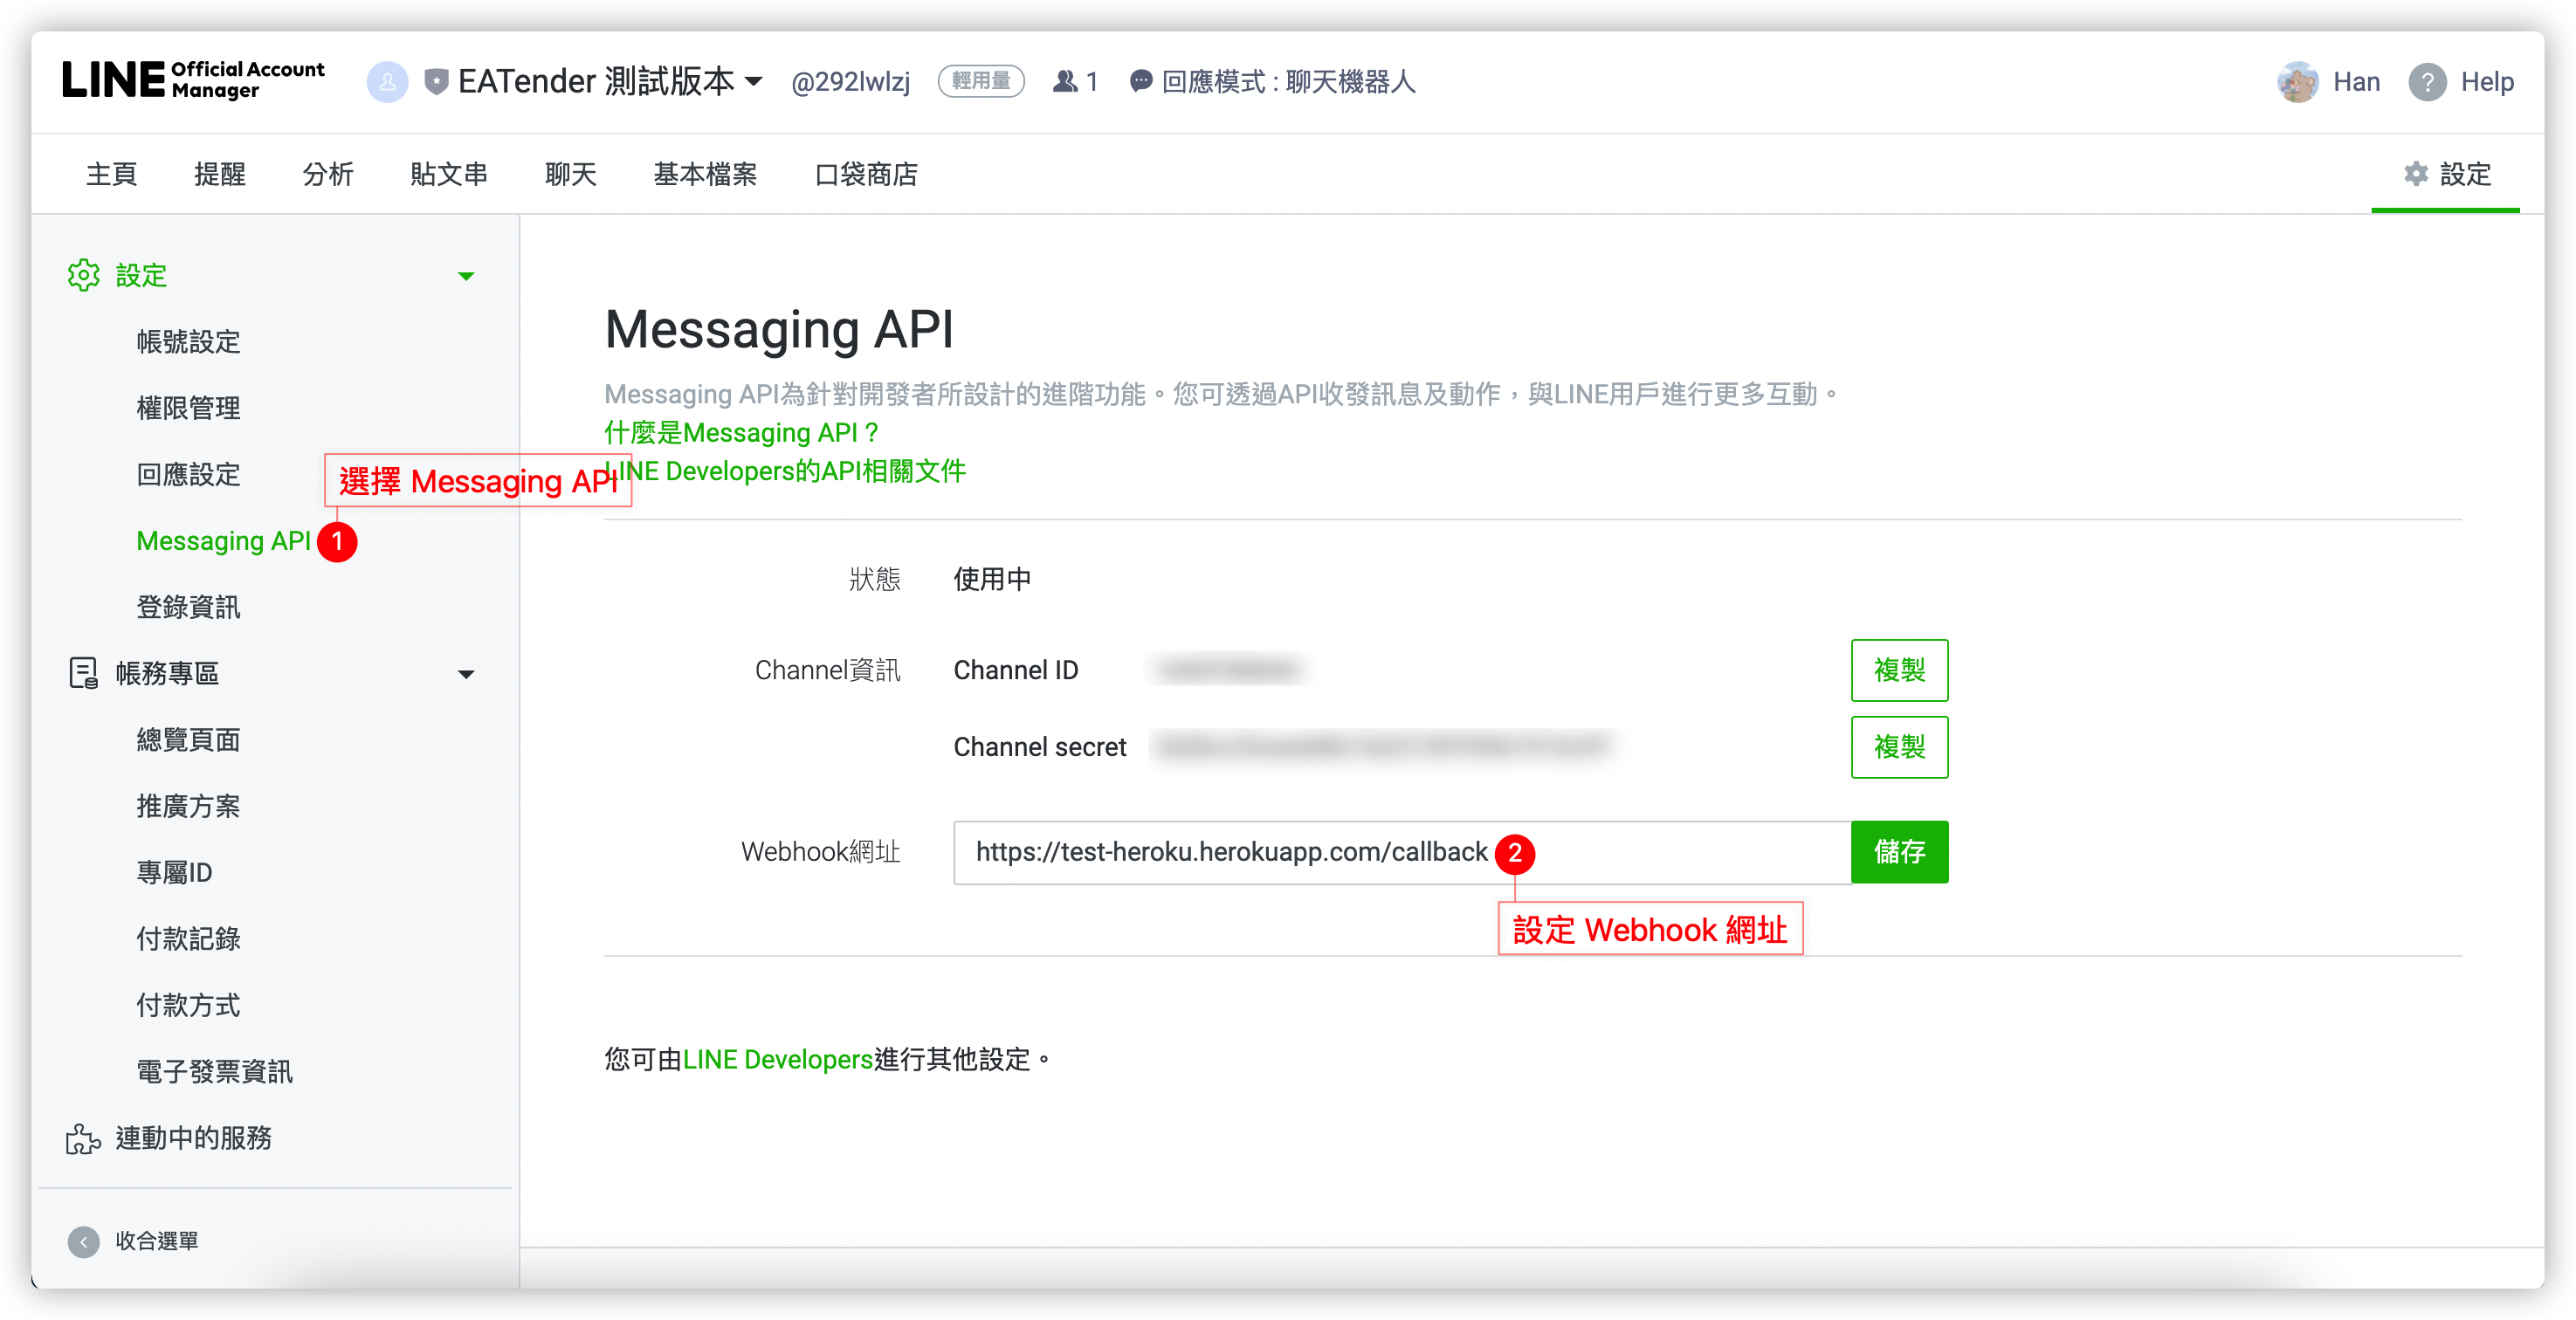 LINE Official Account Manager
EATender 測試版本
@292lwlzj
輕用量
1
回應模式 : 聊天機器人
Han
? Help
主頁
提醒
分析
貼文串
聊天
基本檔案
口袋商店
設定
設定
帳號設定
權限管理
回應設定
選擇 Messaging API
Messaging API 1
登錄資訊
帳務專區
總覽頁面
推廣方案
專屬ID
付款記錄
付款方式
電子發票資訊
連動中的服務
收合選單
Messaging API
Messaging API為針對開發者所設計的進階功能。您可透過API收發訊息及動作，與LINE用戶進行更多互動。
什麼是Messaging API？
LINE Developers的API相關文件
狀態 使用中
Channel資訊 Channel ID 複製
Channel secret 複製
Webhook網址 https://test-heroku.herokuapp.com/callback 2 儲存
設定 Webhook 網址
您可由LINE Developers進行其他設定。